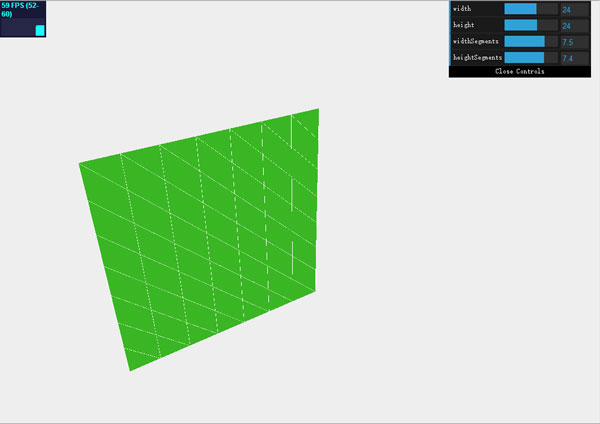 59 FPS (52-
60)
width 24
height 24
widthSegments 7.5
heightSegments 7.4
Close Controls